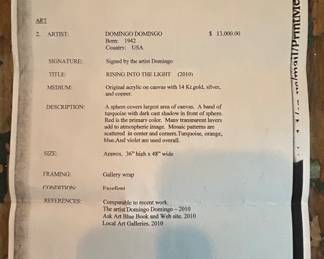 ART
2. ARTIST: DOMINGO DOMINGO $ 13,000.00
Born: 1942
Country: USA
SIGNATURE: Signed by the artist Domingo
TITLE: RISING INTO THE LIGHT (2010)
MEDIUM: Original acrylic on canvas with 14 Kt.gold, silver,
and copper.
DESCRIPTION: A sphere covers largest area of canvas. A band of
turquoise with dark cast shadow in front of sphere.
Red is the primary color. Many transparent layers
add to atmospheric image. Mosaic patterns are
scattered in center and corners.Turquoise, orange,
blue.And violet are used overall.
SIZE: Approx. 36" high x 48" wide
FRAMING: Gallery wrap
CONDITION: Excellent
REFERENCES: Comparable to recent work.
The artist Domingo Domingo – 2010
Ask Art Blue Book and Web site. 2010
Local Art Galleries. 2010